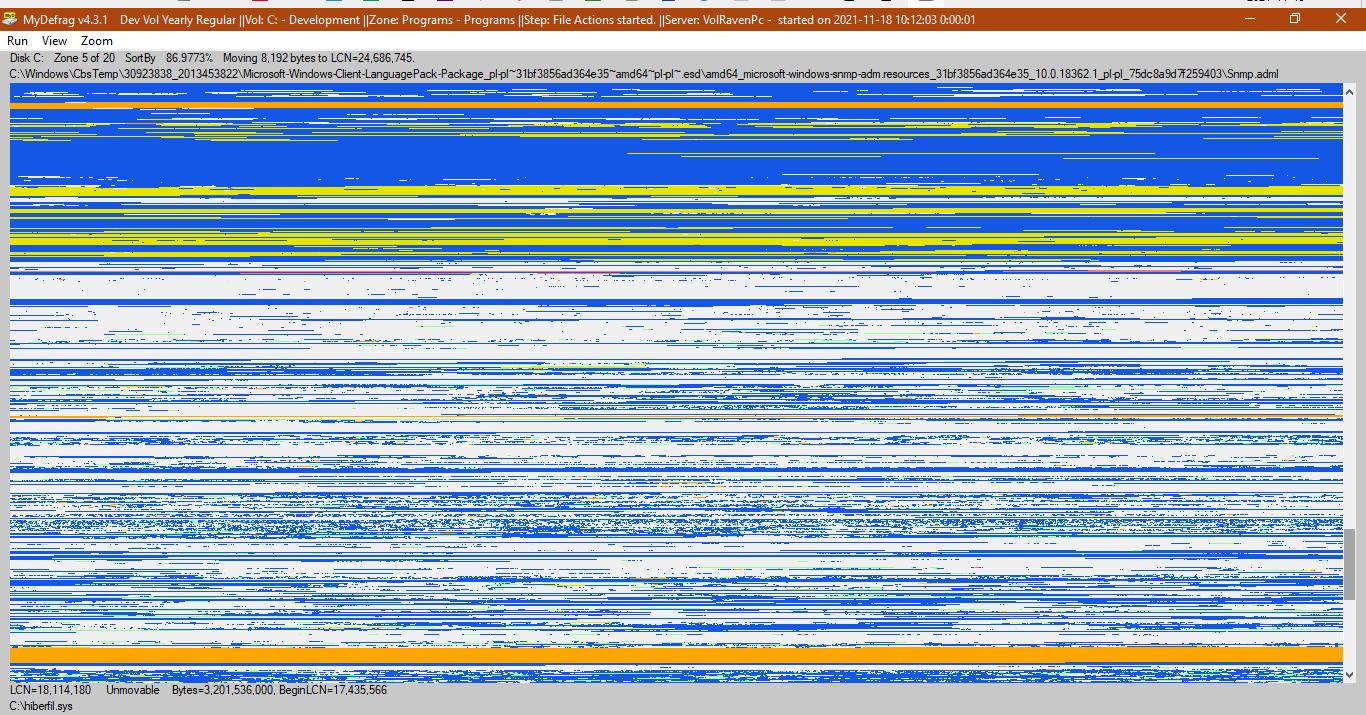 MyDefrag v4.3.1 Dev Vol Yearly Regular ||Vol: C: - Development ||Zone: Programs - Programs ||Step: File Actions started. ||Server: VolRavenPc - started on 2021-11-18 10:12:03 0:00:01
Run View Zoom
Disk C: Zone 5 of 20 SortBy 86.9773% Moving 8,192 bytes to LCN=24,686,745.
C:\Windows\CbsTemp\30923838_2013453822\Microsoft-Windows-Client-LanguagePack-Package_pl-pl~31bf3856ad364e35~amd64~pl-pl~.esd\amd64_microsoft-windows-snmp-adm.resources_31bf3856ad364e35_10.0.18362.1_pl-pl_75dc8a9d7f259403\Snmp.adml
LCN=18,114,180 Unmovable Bytes=3,201,536,000, BeginLCN=17,435,566
C:\hiberfil.sys